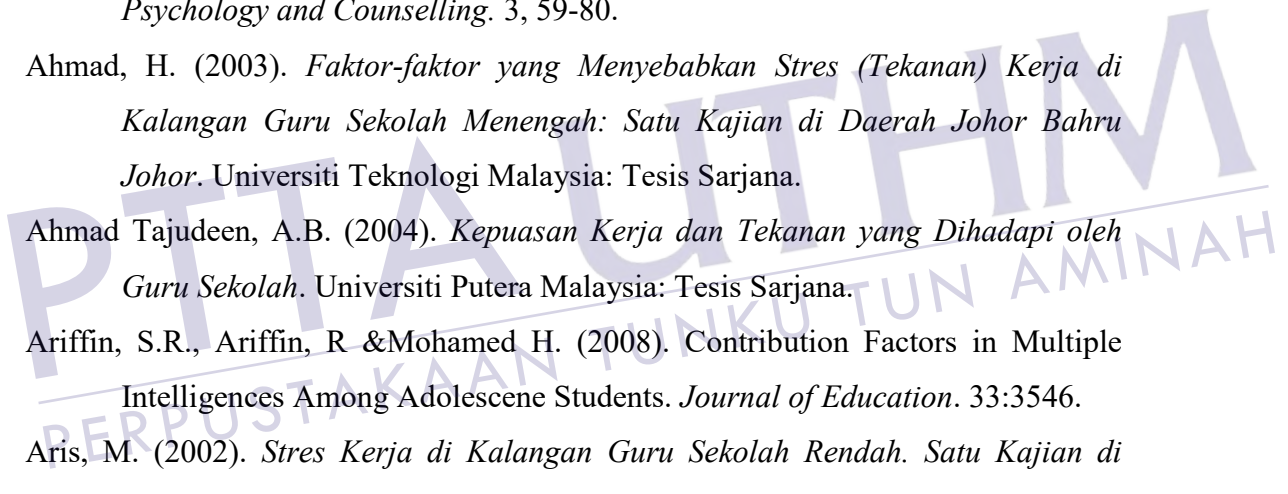 Psychology and Counselling. 3, 59-80.
Ahmad, H. (2003). Faktor-faktor yang Menyebabkan Stres (Tekanan) Kerja di
Kalangan Guru Sekolah Menengah: Satu Kajian di Daerah Johor Bahru
Johor. Universiti Teknologi Malaysia: Tesis Sarjana.
Ahmad Tajudeen, A.B. (2004). Kepuasan Kerja dan Tekanan yang Dihadapi oleh
Guru Sekolah. Universiti Putera Malaysia: Tesis Sarjana.
Ariffin, S.R., Ariffin, R &Mohamed H. (2008). Contribution Factors in Multiple
Intelligences Among Adolescene Students. Journal of Education. 33:3546.
Aris, M. (2002). Stres Kerja di Kalangan Guru Sekolah Rendah. Satu Kajian di
PTTA UTHM
PERPUSTAKAAN TUNKU TUN AMINAH